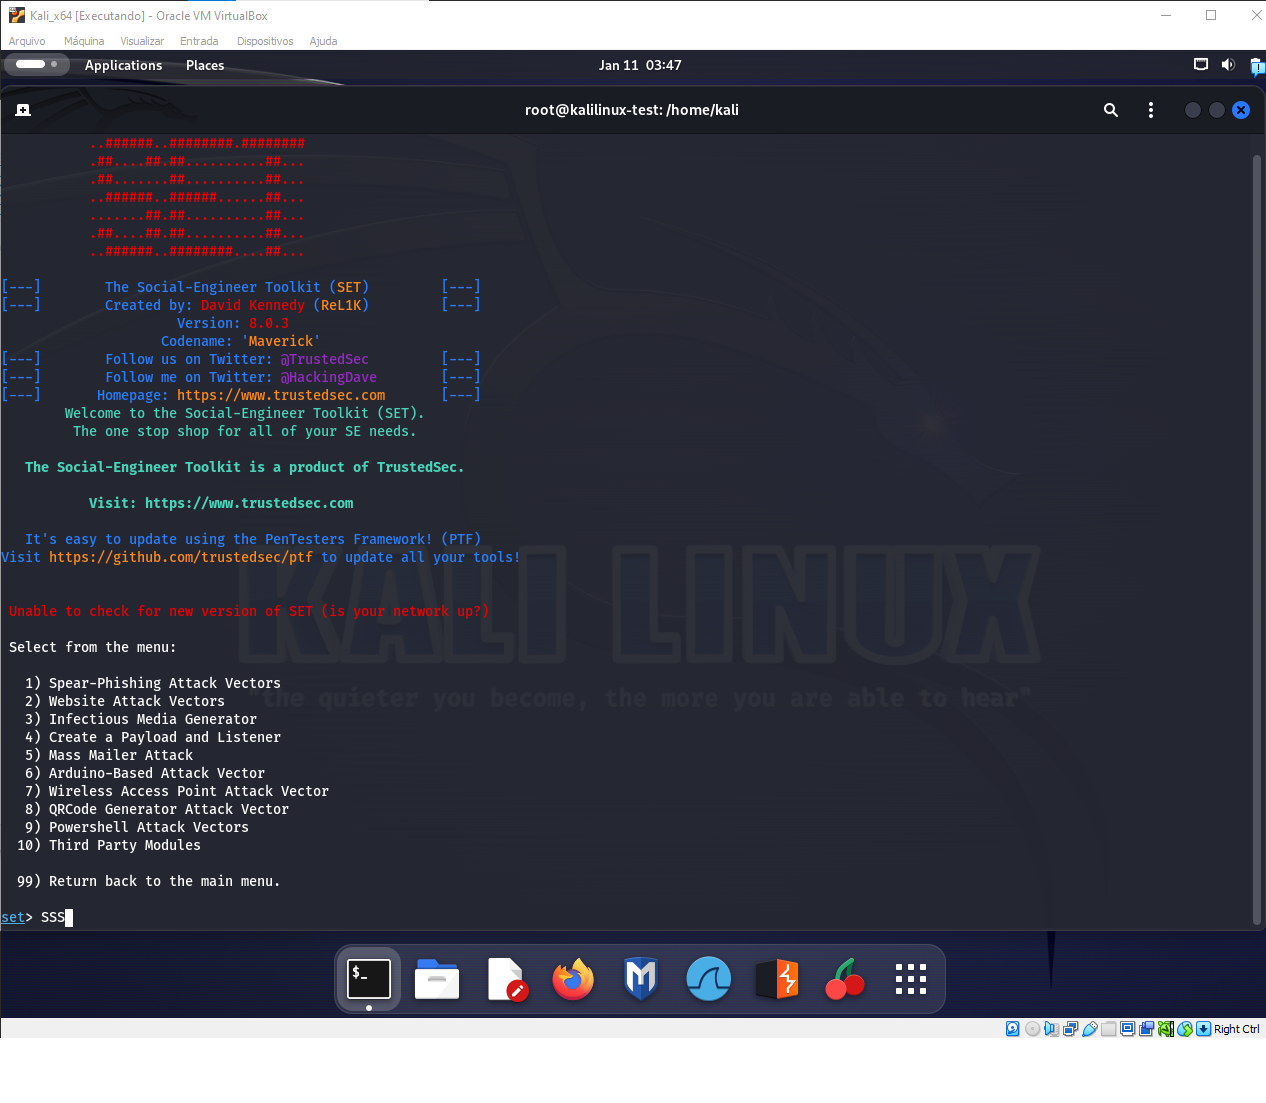 Kali_x64 [Executando] - Oracle VM VirtualBox
Arquivo Máquina Visualizar Entrada Dispositivos Ajuda
Applications Places Jan 11 03:47
root@kalilinux-test: /home/kali
..######..########.########
.##....##.##..........##...
.##.......##..........##...
..######..######......##...
.......##.##..........##...
.##....##.##..........##...
..######..########....##...
[---] The Social-Engineer Toolkit (SET) [---]
[---] Created by: David Kennedy (ReL1K) [---]
Version: 8.0.3
Codename: 'Maverick'
[---] Follow us on Twitter: @TrustedSec [---]
[---] Follow me on Twitter: @HackingDave [---]
[---] Homepage: https://www.trustedsec.com [---]
Welcome to the Social-Engineer Toolkit (SET).
The one stop shop for all of your SE needs.
The Social-Engineer Toolkit is a product of TrustedSec.
Visit: https://www.trustedsec.com
It's easy to update using the PenTesters Framework! (PTF)
Visit https://github.com/trustedsec/ptf to update all your tools!
Unable to check for new version of SET (is your network up?)
Select from the menu:
1) Spear-Phishing Attack Vectors
2) Website Attack Vectors
3) Infectious Media Generator
4) Create a Payload and Listener
5) Mass Mailer Attack
6) Arduino-Based Attack Vector
7) Wireless Access Point Attack Vector
8) QRCode Generator Attack Vector
9) Powershell Attack Vectors
10) Third Party Modules
99) Return back to the main menu.
set> SSS
KALI LINUX
"the quieter you become, the more you are able to hear"
$_
Right Ctrl